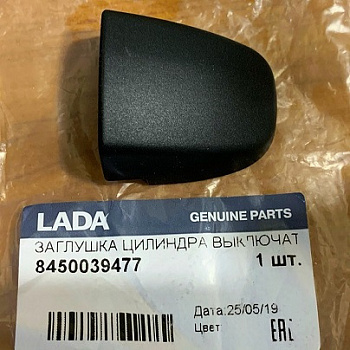 LADA GENUINE PARTS
ЗАГЛУШКА ЦИЛИНДРА ВЫКЛЮЧАТ
8450039477 1 шт.
Дата:25/05/19
Цвет: EAC